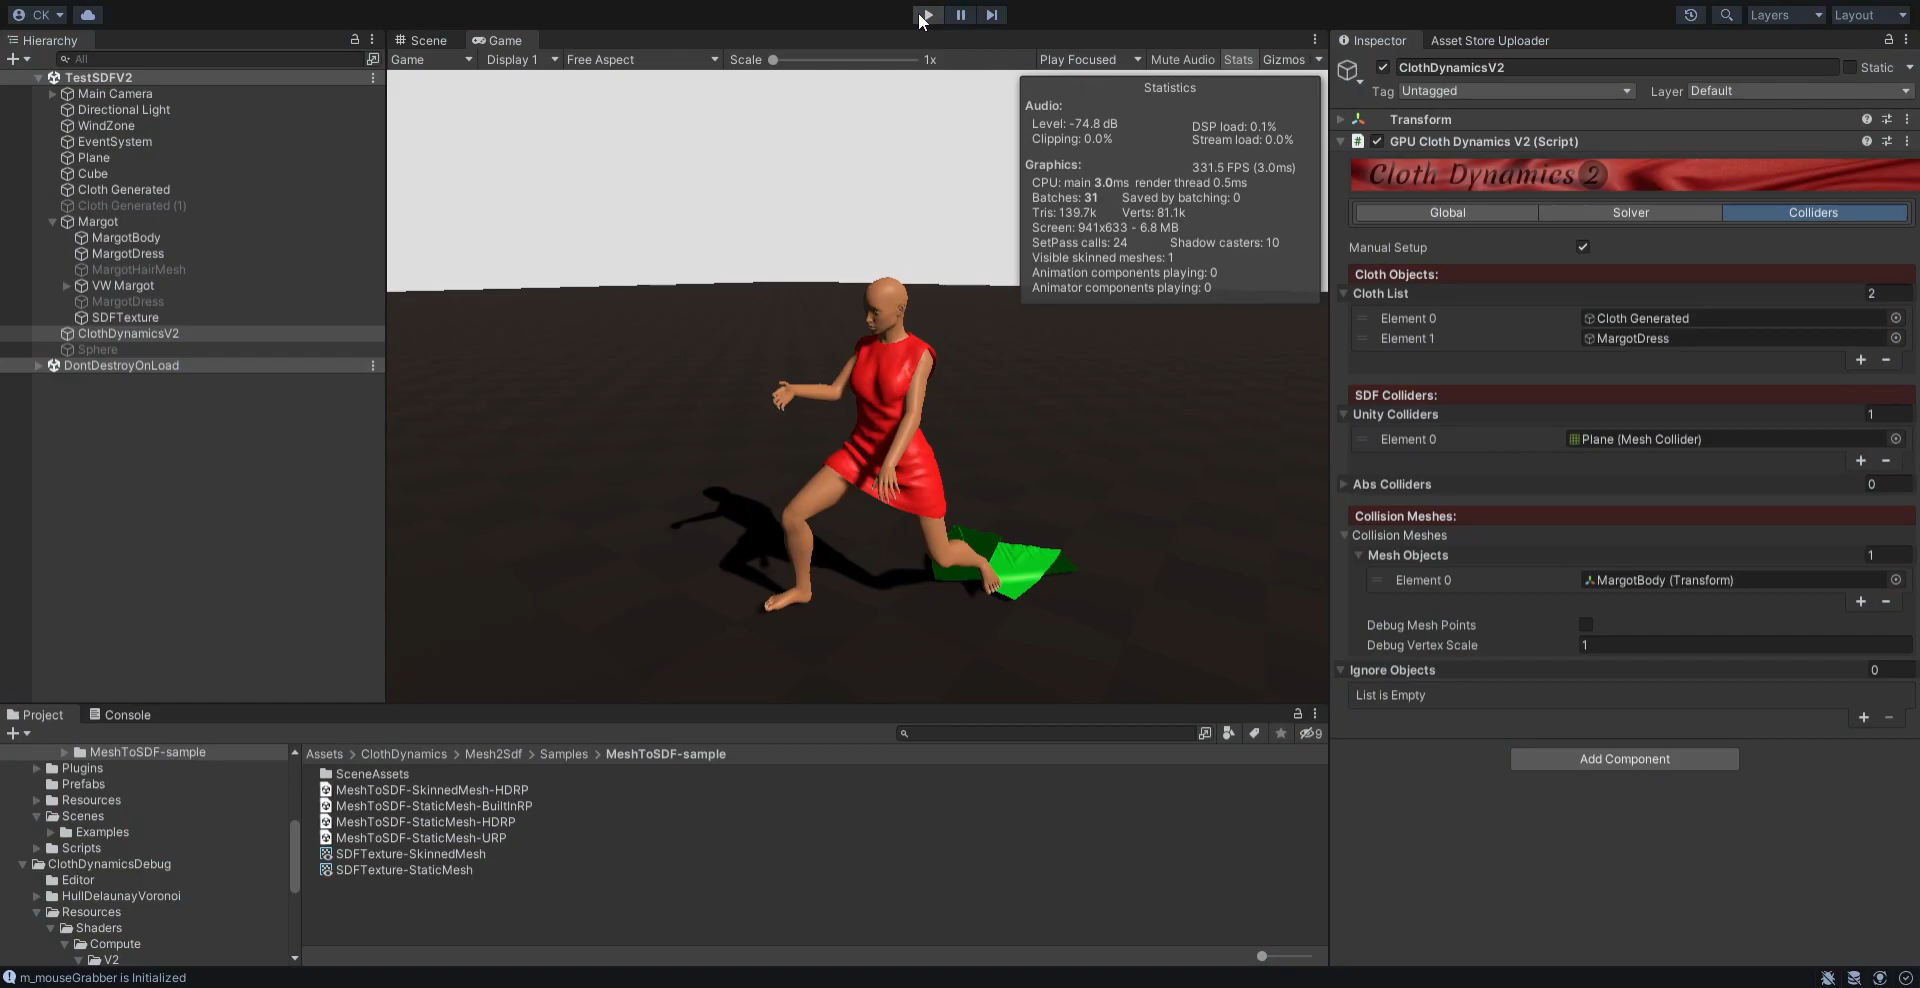 CK
Layers
Layout
Hierarchy
All
TestSDFV2
Main Camera
Directional Light
WindZone
EventSystem
Plane
Cube
Cloth Generated
Cloth Generated (1)
Margot
MargotBody
MargotDress
MargotHairMesh
VW Margot
MargotDress
SDFTexture
ClothDynamicsV2
Sphere
DontDestroyOnLoad
Scene
Game
Game
Display 1
Free Aspect
Scale
1x
Play Focused
Mute Audio
Stats
Gizmos
Statistics
Audio:
Level: -74.8 dB
DSP load: 0.1%
Clipping: 0.0%
Stream load: 0.0%
Graphics:
331.5 FPS (3.0ms)
CPU: main 3.0ms render thread 0.5ms
Batches: 31 Saved by batching: 0
Tris: 139.7k Verts: 81.1k
Screen: 941x633 - 6.8 MB
SetPass calls: 24 Shadow casters: 10
Visible skinned meshes: 1
Animation components playing: 0
Animator components playing: 0
Inspector
Asset Store Uploader
ClothDynamicsV2
Static
Tag Untagged
Layer Default
Transform
GPU Cloth Dynamics V2 (Script)
Cloth Dynamics 2
Global
Solver
Colliders
Manual Setup
Cloth Objects:
Cloth List 2
Element 0 Cloth Generated
Element 1 MargotDress
SDF Colliders:
Unity Colliders 1
Element 0 Plane (Mesh Collider)
Abs Colliders 0
Collision Meshes:
Collision Meshes
Mesh Objects 1
Element 0 MargotBody (Transform)
Debug Mesh Points
Debug Vertex Scale 1
Ignore Objects 0
List is Empty
Add Component
Project
Console
9
MeshToSDF-sample
Plugins
Prefabs
Resources
Scenes
Examples
Scripts
ClothDynamicsDebug
Editor
HullDelaunayVoronoi
Resources
Shaders
Compute
V2
Assets > ClothDynamics > Mesh2Sdf > Samples > MeshToSDF-sample
SceneAssets
MeshToSDF-SkinnedMesh-HDRP
MeshToSDF-StaticMesh-BuiltInRP
MeshToSDF-StaticMesh-HDRP
MeshToSDF-StaticMesh-URP
SDFTexture-SkinnedMesh
SDFTexture-StaticMesh
m_mouseGrabber is Initialized